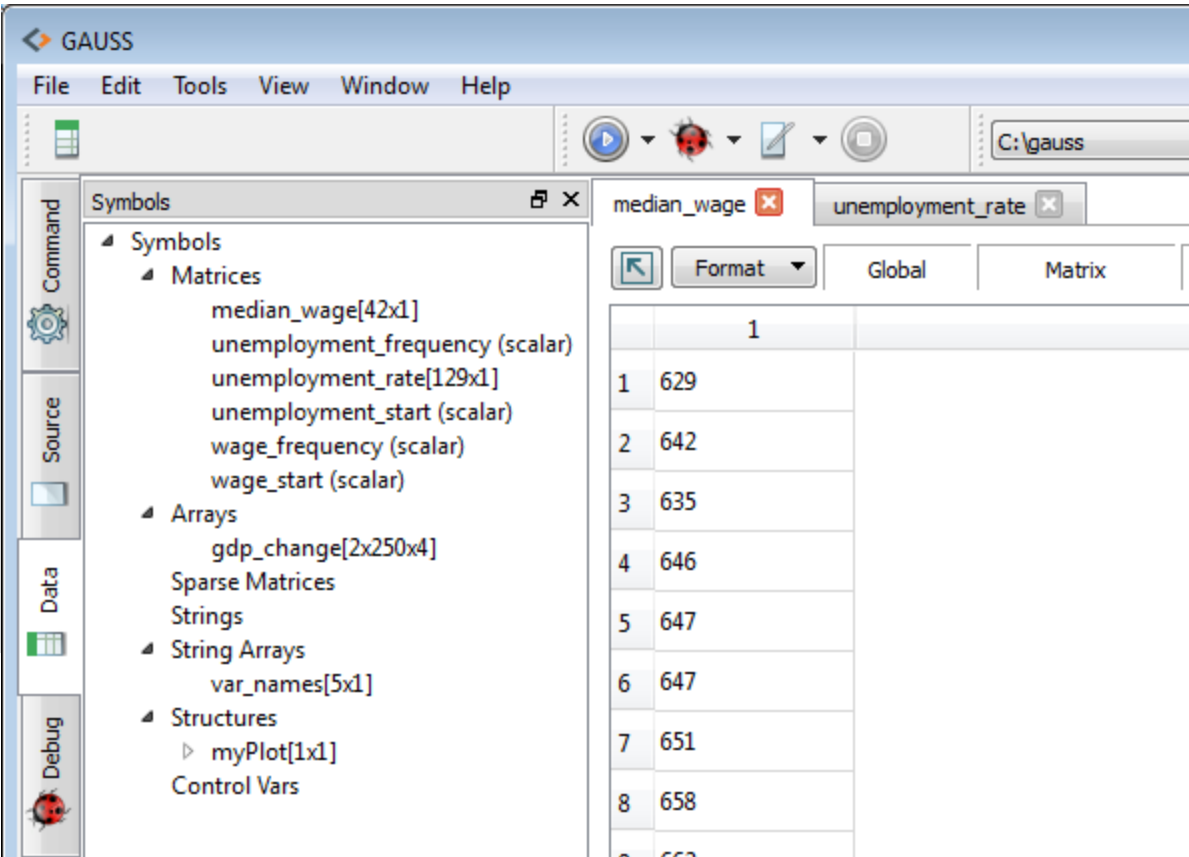 GAUSS
File Edit Tools View Window Help
C:\gauss
Command
Source
Data
Debug
Symbols
Symbols
Matrices
median_wage[42x1]
unemployment_frequency (scalar)
unemployment_rate[129x1]
unemployment_start (scalar)
wage_frequency (scalar)
wage_start (scalar)
Arrays
gdp_change[2x250x4]
Sparse Matrices
Strings
String Arrays
var_names[5x1]
Structures
myPlot[1x1]
Control Vars
median_wage unemployment_rate
Format Global Matrix
1
1 629
2 642
3 635
4 646
5 647
6 647
7 651
8 658